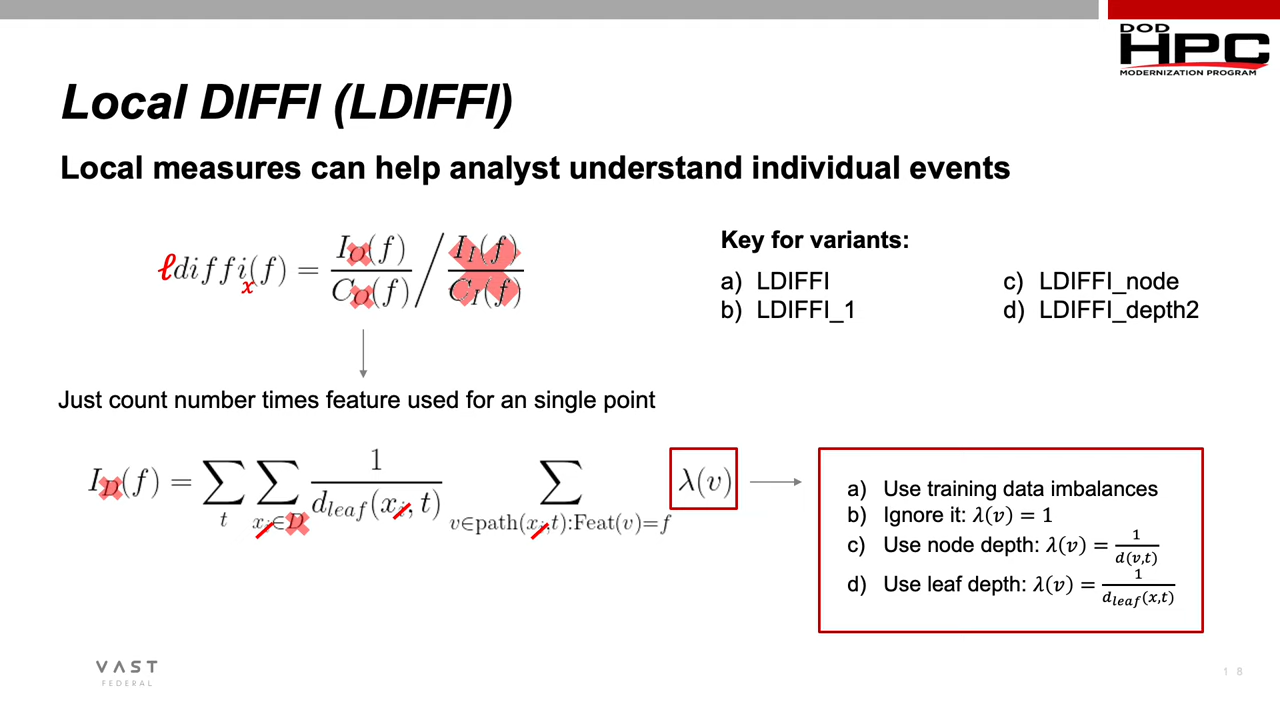 DOD
HPC
MODERNIZATION PROGRAM
Local DIFFI (LDIFFI)
Local measures can help analyst understand individual events
ℓdiffi_x(f) = I_O(f) / C_O(f) / I_I(f) / C_I(f)
Key for variants:
a) LDIFFI
b) LDIFFI_1
c) LDIFFI_node
d) LDIFFI_depth2
Just count number times feature used for an single point
I_D(f) = ∑_t ∑_{x_i∈D} 1 / d_leaf(x_i, t) ∑_{v∈path(x_i,t):Feat(v)=f} λ(v)
a) Use training data imbalances
b) Ignore it: λ(v) = 1
c) Use node depth: λ(v) = 1 / d(v,t)
d) Use leaf depth: λ(v) = 1 / d_leaf(x,t)
VAST
FEDERAL
18